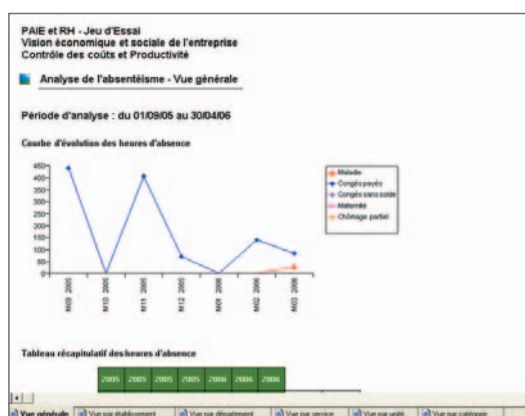 PAIE et RH - Jeu d'Essai
Vision économique et sociale de l'entreprise
Contrôle des coûts et Productivité
Analyse de l'absentéisme - Vue générale
Période d'analyse : du 01/09/05 au 30/04/06
Courbe d'évolution des heures d'absence
450
400
350
300
250
200
150
100
50
0
M09 2005
M10 2005
M11 2005
M12 2005
M01 2006
M02 2006
M03 2006
Maladie
Congés payés
Congés sans solde
Maternité
Chômage partiel
Tableau récapitulatif des heures d'absence
2005 2005 2005 2005 2006 2006 2006
Vue générale Vue par établissement Vue par département Vue par service Vue par unité Vue par catégorie